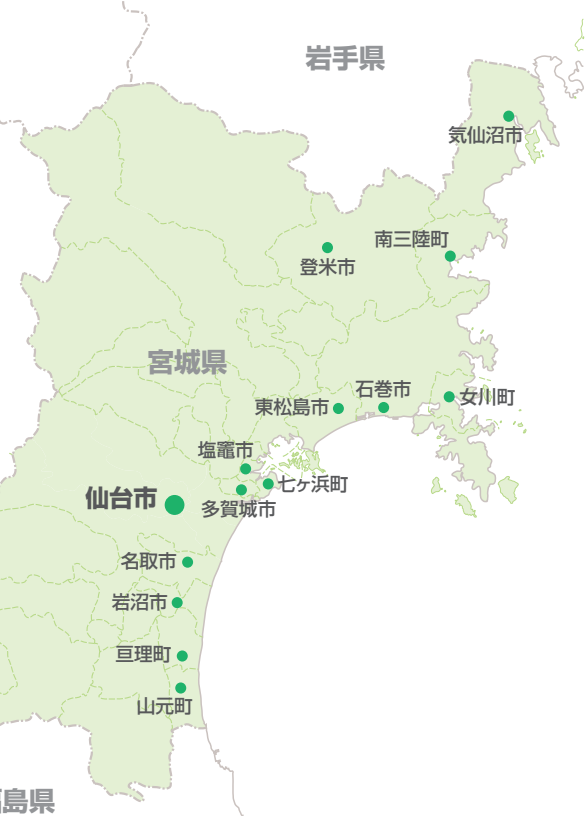 岩手県
気仙沼市
南三陸町
登米市
宮城県
石巻市
女川町
東松島市
塩竈市
七ヶ浜町
仙台市
多賀城市
名取市
岩沼市
亘理町
山元町
島県